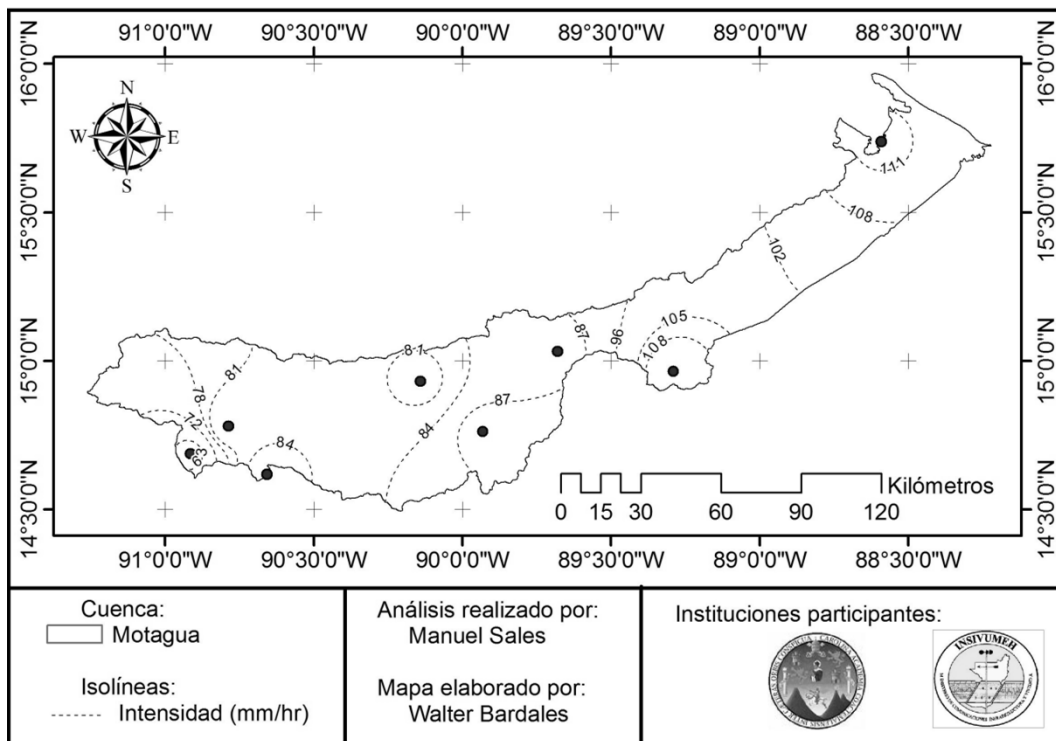 91°0'0"W 90°30'0"W 90°0'0"W 89°30'0"W 89°0'0"W 88°30'0"W
16°0'0"N 16°0'0"N
N
W E
S
111
15°30'0"N 15°30'0"N
108
102
105
108
96
87
81
15°0'0"N 15°0'0"N
81
78
87
84
72
84
63
Kilómetros
0 15 30 60 90 120
14°30'0"N 14°30'0"N
91°0'0"W 90°30'0"W 90°0'0"W 89°30'0"W 89°0'0"W 88°30'0"W
Cuenca:
Motagua
Isolíneas:
Intensidad (mm/hr)
Análisis realizado por:
Manuel Sales
Mapa elaborado por:
Walter Bardales
Instituciones participantes:
INSIVUMEH